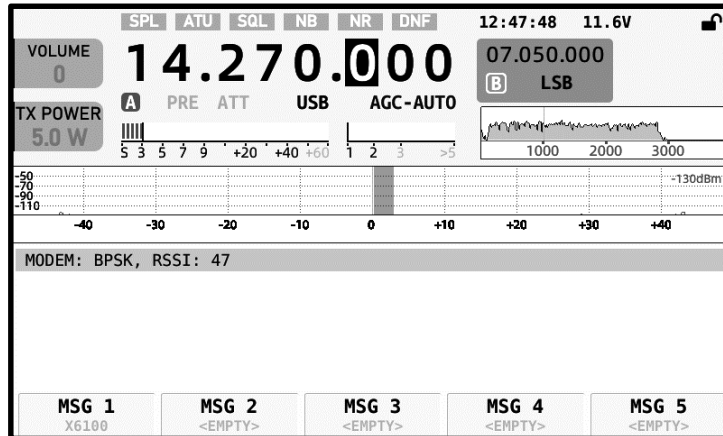 SPL ATU SQL NB NR DNF 12:47:48 11.6V
VOLUME
0
14.270.000
07.050.000
B LSB
TX POWER
5.0 W
A PRE ATT USB AGC-AUTO
S 3 5 7 9 +20 +40 +60 1 2 3 >5
1000 2000 3000
-50
-70
-90
-110
-130dBm
-40 -30 -20 -10 0 +10 +20 +30 +40
MODEM: BPSK, RSSI: 47
MSG 1 MSG 2 MSG 3 MSG 4 MSG 5
X6100 <EMPTY> <EMPTY> <EMPTY> <EMPTY>